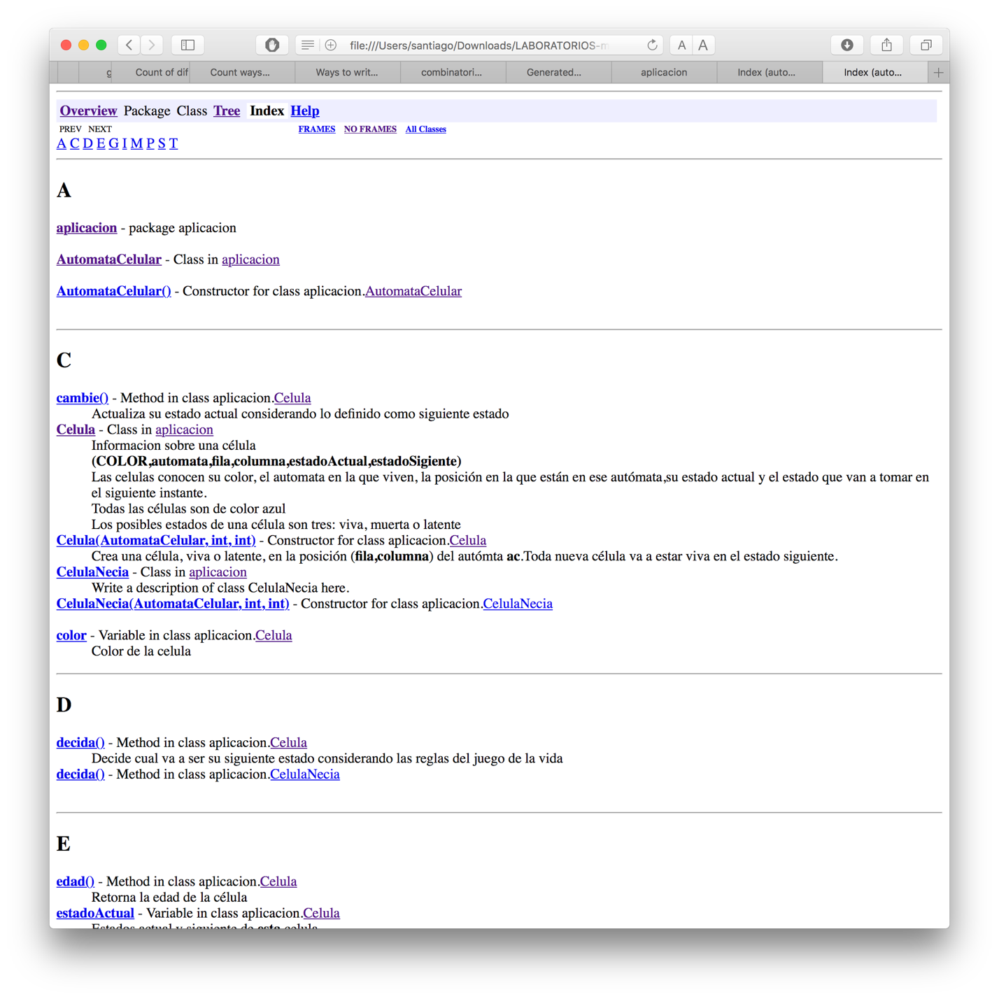 file:///Users/santiago/Downloads/LABORATORIOS-m
A A
g Count of dif Count ways... Ways to writ... combinatori... Generated... aplicacion Index (auto... Index (auto...
Overview Package Class Tree Index Help
PREV NEXT FRAMES NO FRAMES All Classes
A C D E G I M P S T
A
aplicacion - package aplicacion
AutomataCelular - Class in aplicacion
AutomataCelular() - Constructor for class aplicacion.AutomataCelular
C
cambie() - Method in class aplicacion.Celula
Actualiza su estado actual considerando lo definido como siguiente estado
Celula - Class in aplicacion
Informacion sobre una célula
(COLOR,automata,fila,columna,estadoActual,estadoSigiente)
Las celulas conocen su color, el automata en la que viven, la posición en la que están en ese autómata,su estado actual y el estado que van a tomar en
el siguiente instante.
Todas las células son de color azul
Los posibles estados de una célula son tres: viva, muerta o latente
Celula(AutomataCelular, int, int) - Constructor for class aplicacion.Celula
Crea una célula, viva o latente, en la posición (fila,columna) del autómta ac.Toda nueva célula va a estar viva en el estado siguiente.
CelulaNecia - Class in aplicacion
Write a description of class CelulaNecia here.
CelulaNecia(AutomataCelular, int, int) - Constructor for class aplicacion.CelulaNecia
color - Variable in class aplicacion.Celula
Color de la celula
D
decida() - Method in class aplicacion.Celula
Decide cual va a ser su siguiente estado considerando las reglas del juego de la vida
decida() - Method in class aplicacion.CelulaNecia
E
edad() - Method in class aplicacion.Celula
Retorna la edad de la célula
estadoActual - Variable in class aplicacion.Celula
Estados actual y siguiente de esta celula